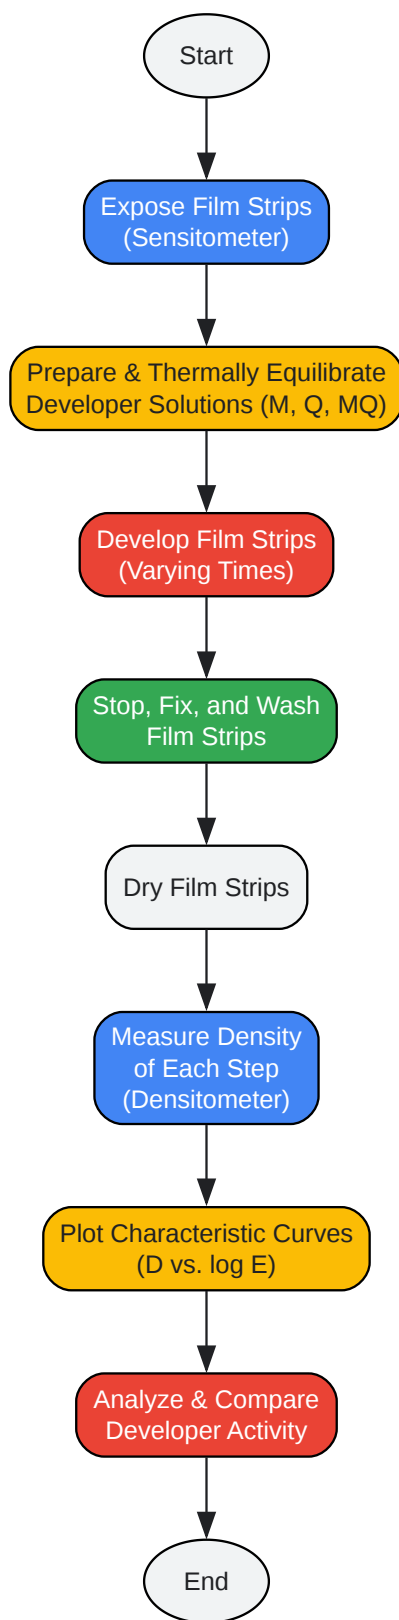 Start
Expose Film Strips
(Sensitometer)
Prepare & Thermally Equilibrate
Developer Solutions (M, Q, MQ)
Develop Film Strips
(Varying Times)
Stop, Fix, and Wash
Film Strips
Dry Film Strips
Measure Density
of Each Step
(Densitometer)
Plot Characteristic Curves
(D vs. log E)
Analyze & Compare
Developer Activity
End